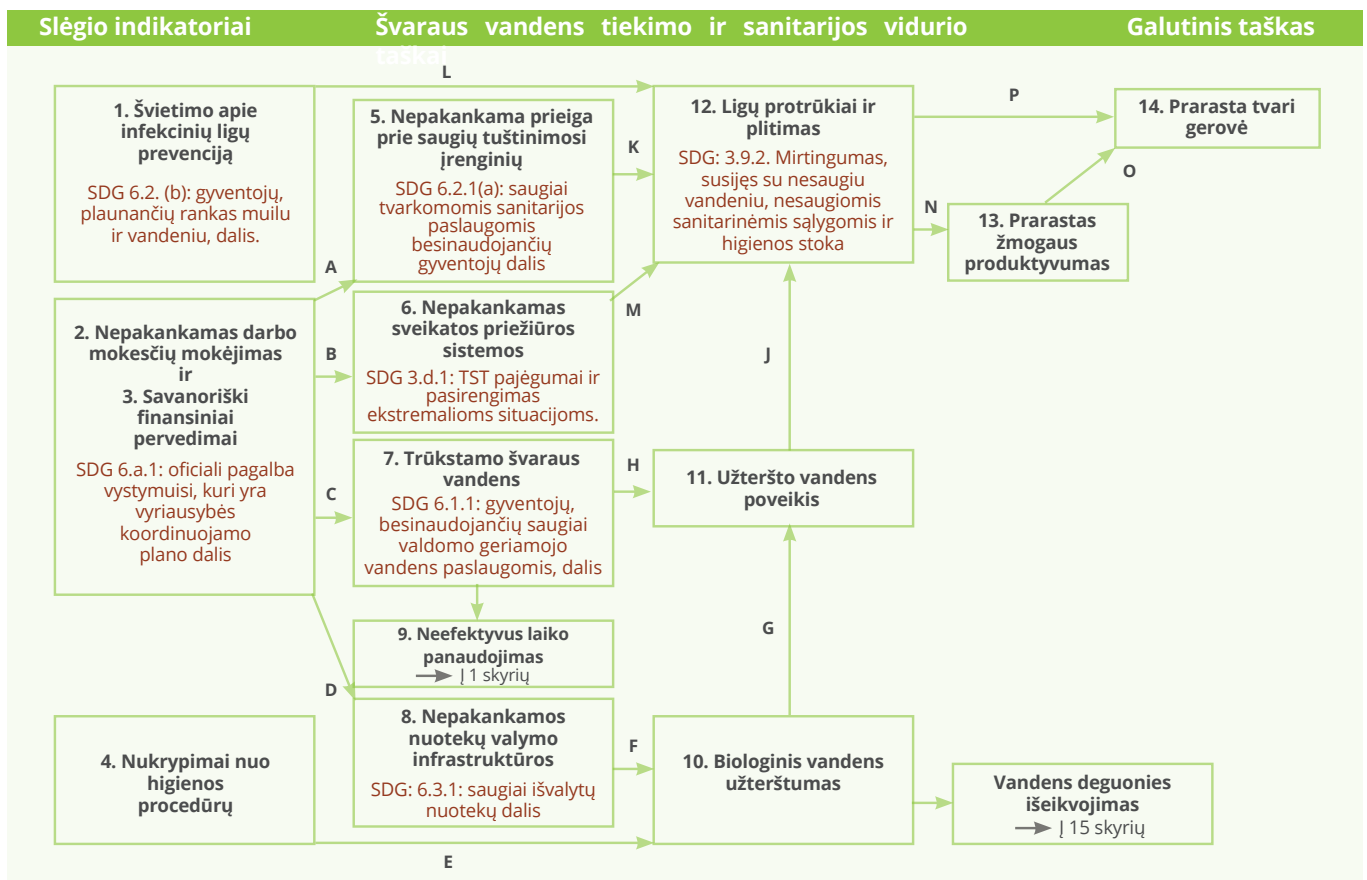 Slėgio indikatoriai
Švaraus vandens tiekimo ir sanitarijos vidurio
taškai
Galutinis taškas
L
1. Švietimo apie
infekcinių ligų
prevenciją
SDG 6.2. (b): gyventojų,
plaunančių rankas muilu
ir vandeniu, dalis.
5. Nepakankama prieiga
prie saugių tuštinimosi
įrenginių
SDG 6.2.1(a): saugiai
tvarkomomis sanitarijos
paslaugomis
besinaudojančių
gyventojų dalis
K
12. Ligų protrūkiai ir
plitimas
SDG: 3.9.2. Mirtingumas,
susijęs su nesaugiu
vandeniu, nesaugiomis
sanitarinėmis sąlygomis ir
higienos stoka
P
14. Prarasta tvari
gerovė
O
N
13. Prarastas
žmogaus
produktyvumas
A
2. Nepakankamas darbo
mokesčių mokėjimas
ir
3. Savanoriški
finansiniai
pervedimai
SDG 6.a.1: oficiali pagalba
vystymuisi, kuri yra
vyriausybės
koordinuojamo
plano dalis
B
6. Nepakankamas
sveikatos priežiūros
sistemos
SDG 3.d.1: TST pajėgumai ir
pasirengimas
ekstremalioms situacijoms.
M
J
C
7. Trūkstamo švaraus
vandens
SDG 6.1.1: gyventojų,
besinaudojančių saugiai
valdomo geriamojo
vandens paslaugomis, dalis
H
11. Užteršto vandens
poveikis
9. Neefektyvus laiko
panaudojimas
Į 1 skyrių
G
D
4. Nukrypimai nuo
higienos
procedūrų
8. Nepakankamos
nuotekų valymo
infrastruktūros
SDG: 6.3.1: saugiai išvalytų
nuotekų dalis
F
10. Biologinis vandens
užterštumas
Vandens deguonies
išeikvojimas
Į 15 skyrių
E